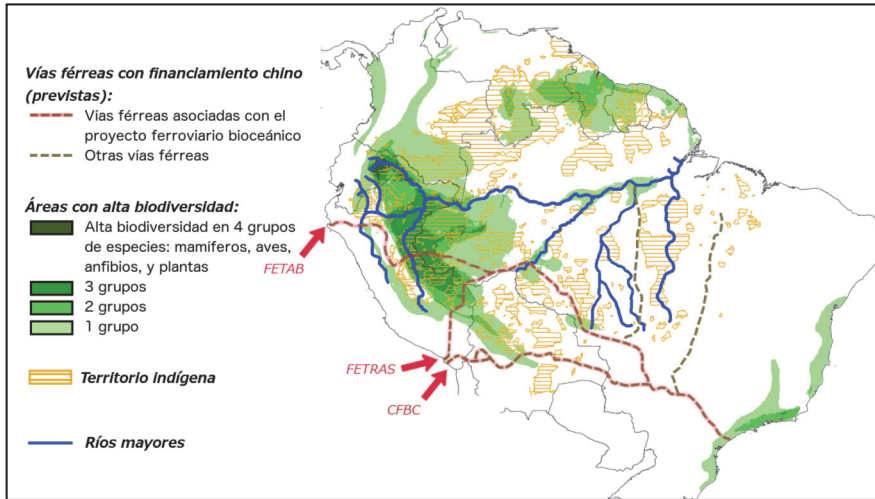 Vías férreas con financiamiento chino
(previstas):
Vías férreas asociadas con el
proyecto ferroviario bioceánico
Otras vías férreas
Áreas con alta biodiversidad:
Alta biodiversidad en 4 grupos
de especies: mamíferos, aves,
anfibios, y plantas
3 grupos
2 grupos
1 grupo
Territorio indígena
Ríos mayores
FETAB
FETRAS
CFBC